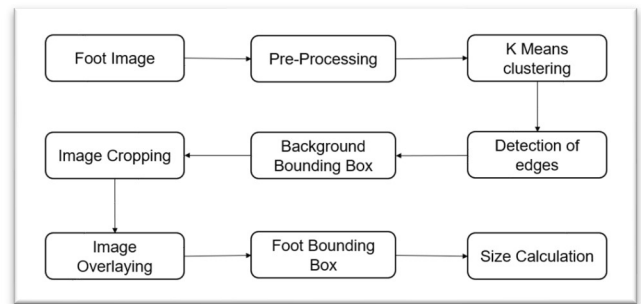 Foot Image
Pre-Processing
K Means
clustering
Detection of
edges
Background
Bounding Box
Image Cropping
Image
Overlaying
Foot Bounding
Box
Size Calculation